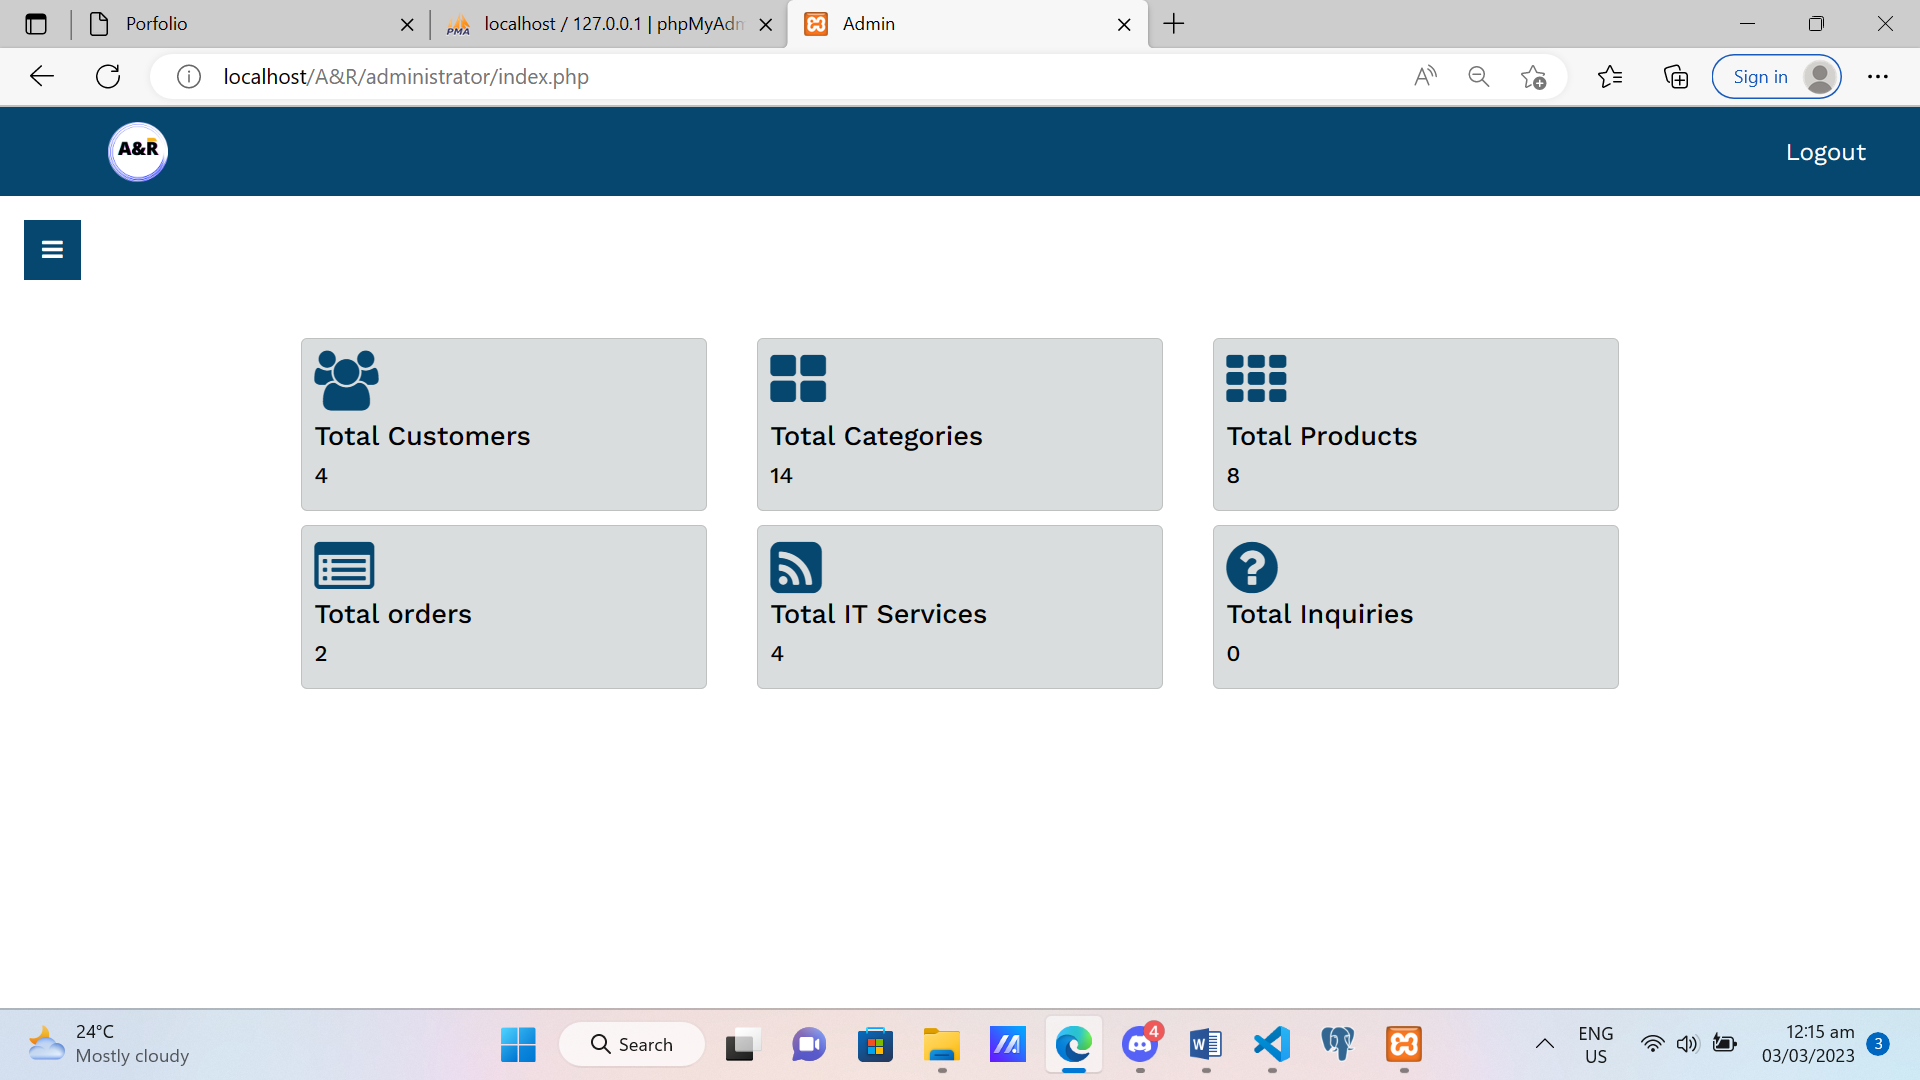 Porfolio
localhost / 127.0.0.1 | phpMyAdm
Admin
localhost/A&R/administrator/index.php
Sign in
A&R
Logout
Total Customers
4
Total Categories
14
Total Products
8
Total orders
2
Total IT Services
4
Total Inquiries
0
24°C
Mostly cloudy
Search
4
ENG
US
12:15 am
03/03/2023
3